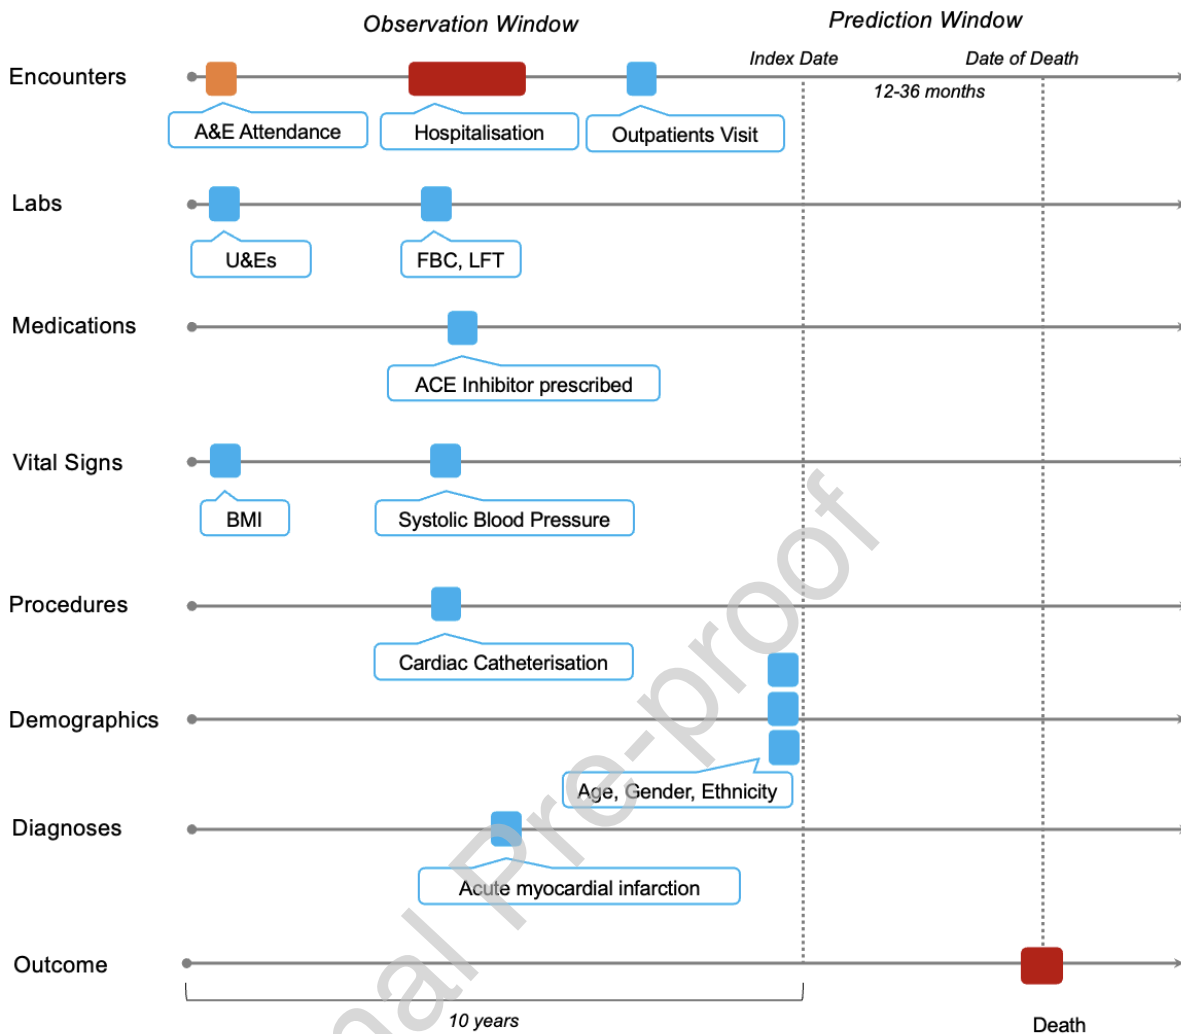 Observation Window
Prediction Window
Encounters
Index Date
Date of Death
12-36 months
A&E Attendance
Hospitalisation
Outpatients Visit
Labs
U&Es
FBC, LFT
Medications
ACE Inhibitor prescribed
Vital Signs
BMI
Systolic Blood Pressure
Procedures
Cardiac Catheterisation
Demographics
Age, Gender, Ethnicity
Diagnoses
Acute myocardial infarction
Outcome
10 years
Death
nal Pre-proof